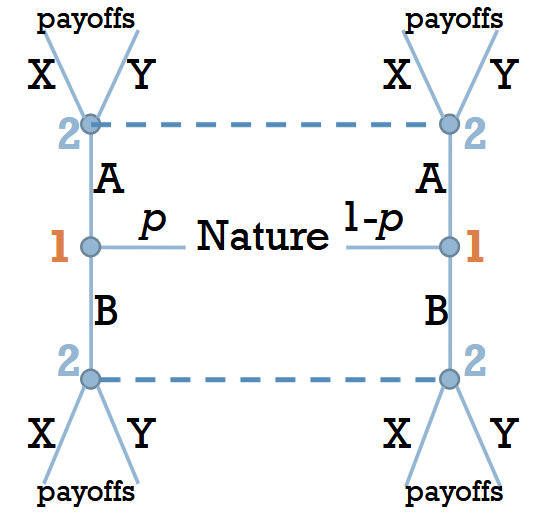 payoffs payoffs
X Y X Y
2 2
A A
p Nature 1-p
1 1
B B
2 2
X Y X Y
payoffs payoffs